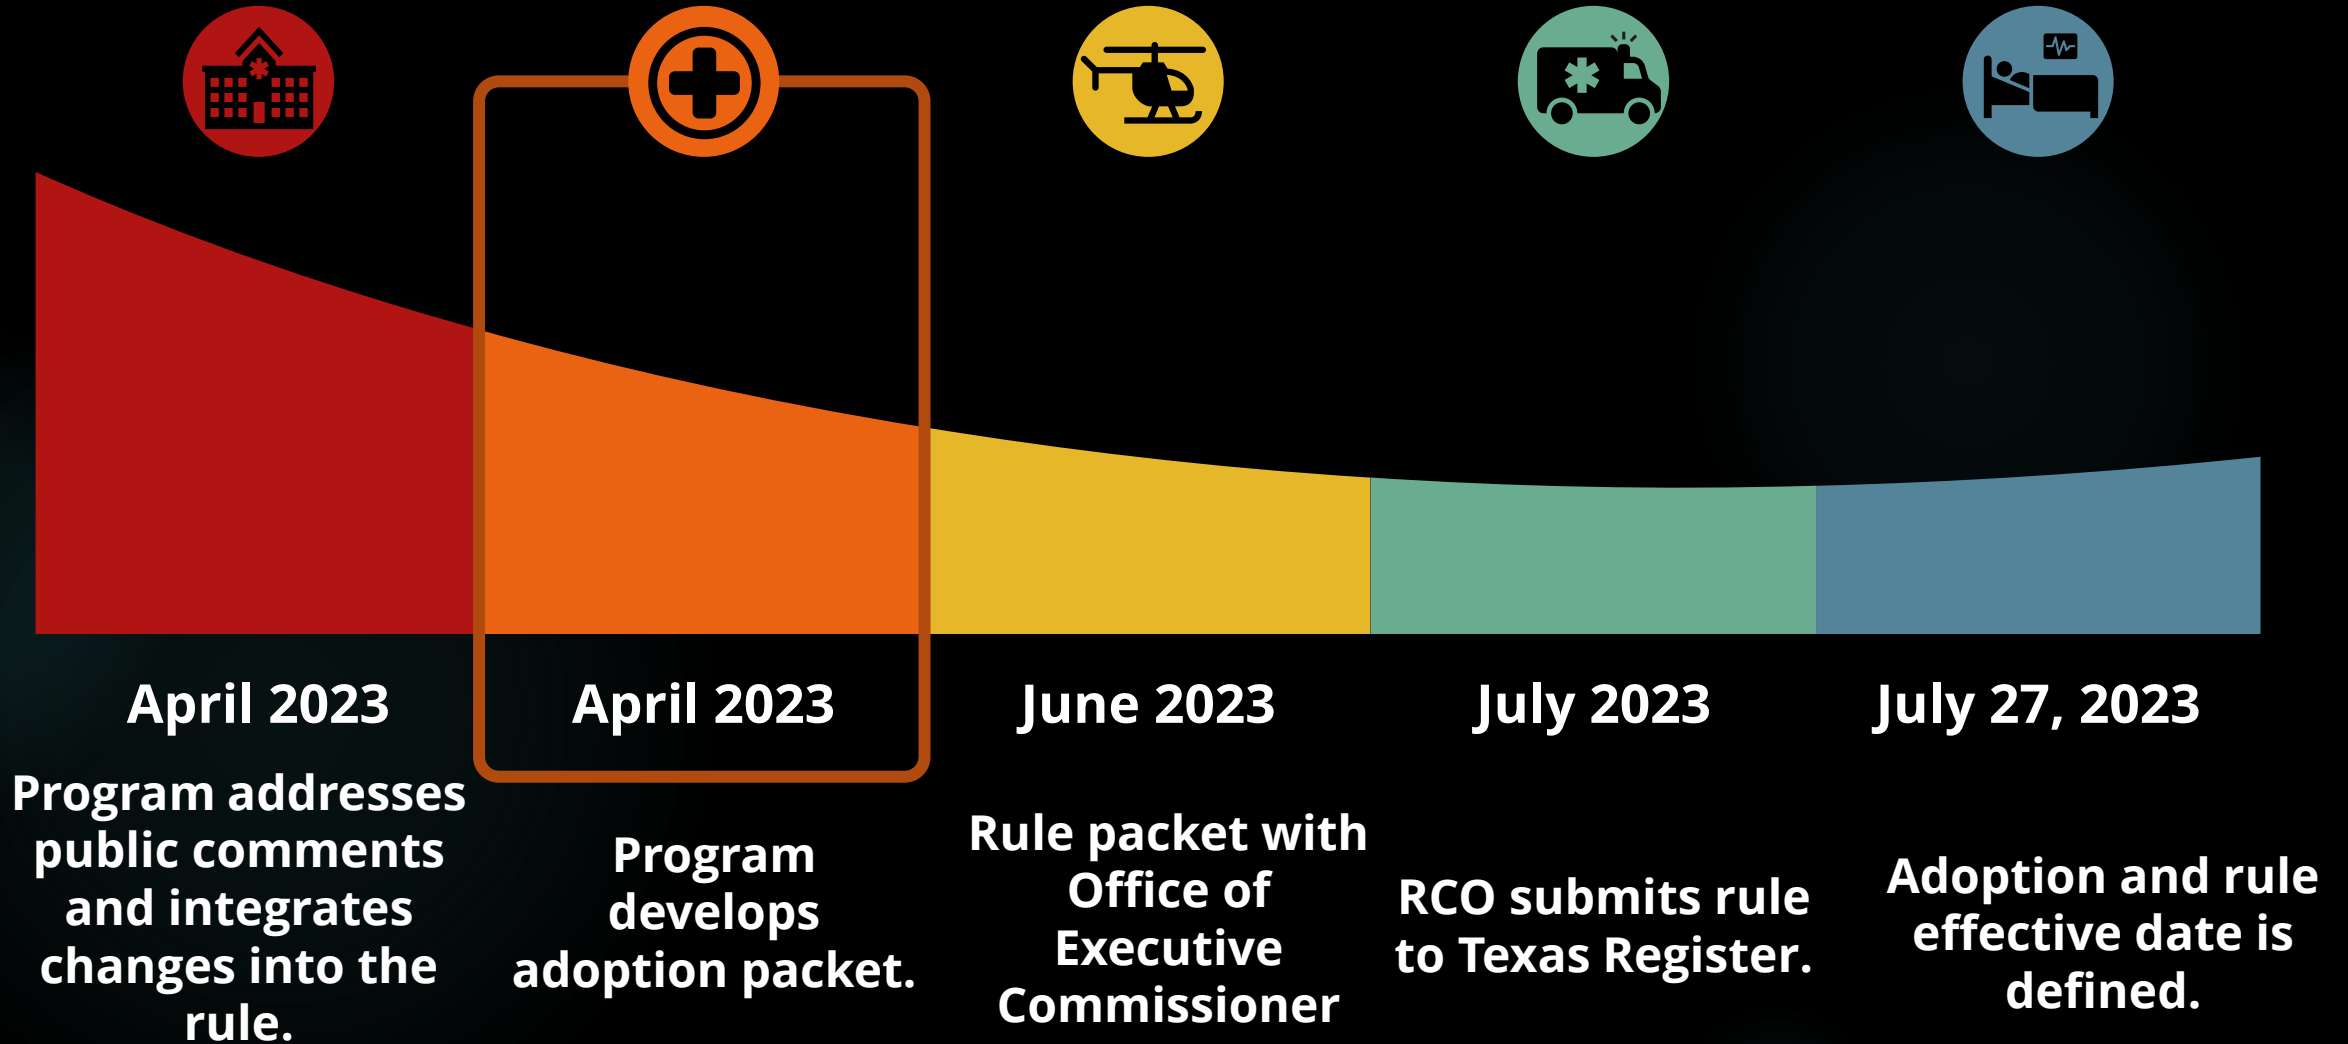 April 2023
Program addresses
public comments
and integrates
changes into the
rule.
April 2023
Program
develops
adoption packet.
June 2023
Rule packet with
Office of
Executive
Commissioner
July 2023
RCO submits rule
to Texas Register.
July 27, 2023
Adoption and rule
effective date is
defined.